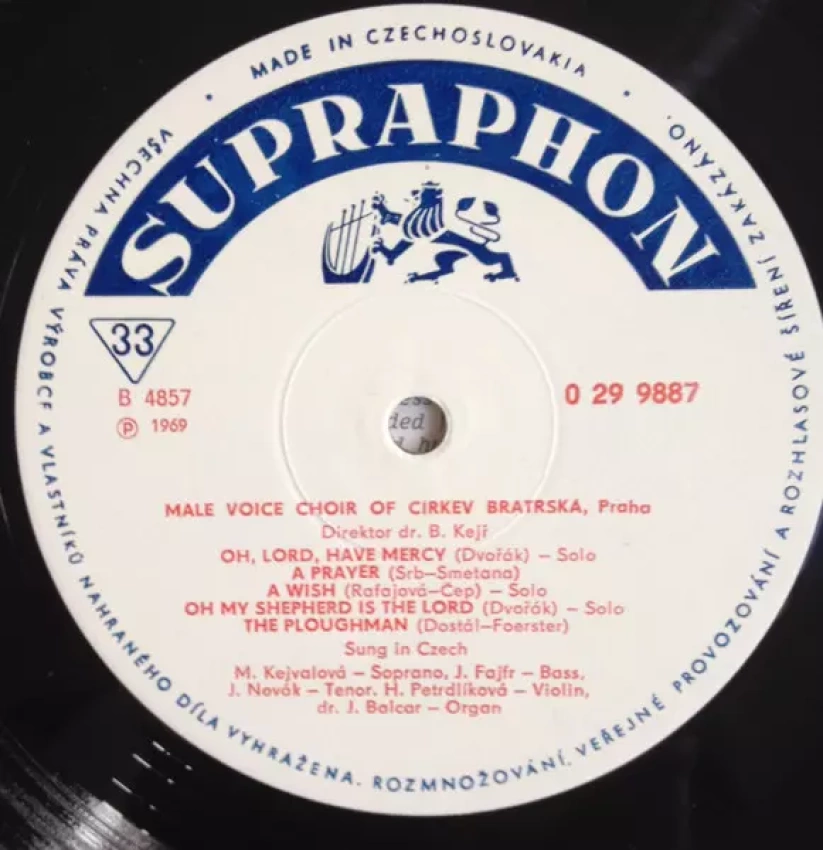 MADE IN CZECHOSLOVAKIA
SUPRAPHON
33
B 4857
Ⓟ 1969
0 29 9887
ded
MALE VOICE CHOIR OF CIRKEV BRATRSKA, Praha
Direktor dr. B. Kejř
OH, LORD, HAVE MERCY (Dvořák) – Solo
A PRAYER (Srb–Smetana)
A WISH (Rafajová–Čep) – Solo
OH MY SHEPHERD IS THE LORD (Dvořák) – Solo
THE PLOUGHMAN (Dostál–Foerster)
Sung in Czech
M. Kejvalová – Soprano, J. Fajfr – Bass,
J. Novák – Tenor. H. Petrdlíková – Violin,
dr. J. Balcar – Organ
VŠECHNA PRÁVA VÝROBCE A VLASTNÍKŮ NAHRANÉHO DÍLA VYHRAŽENA. ROZMNOŽOVÁNÍ, VEŘEJNÉ PROVOZOVÁNÍ A ROZHLASOVÉ ŠÍŘENÍ ZAKÁZÁNO.